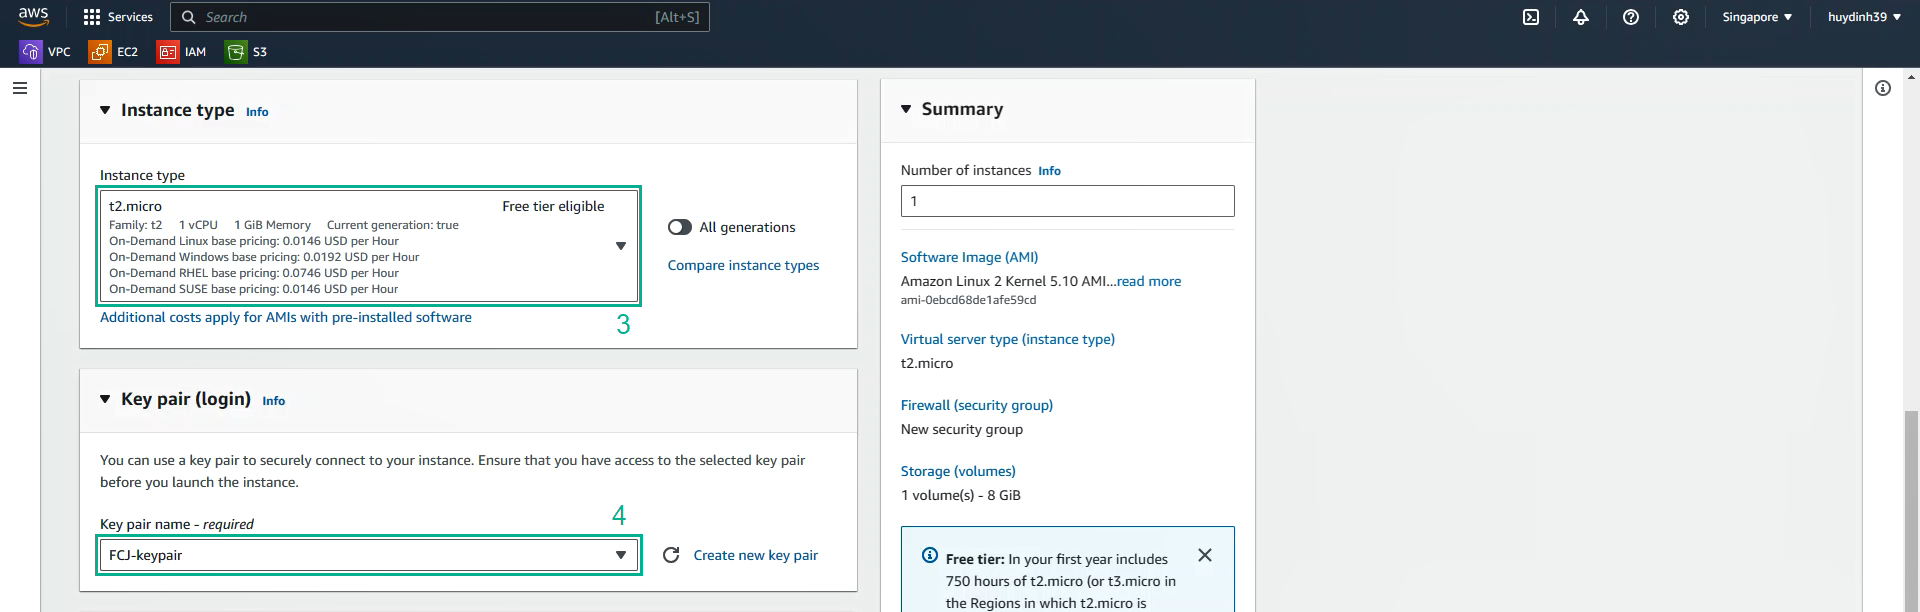 aws
Services
Search
[Alt+S]
Singapore
huydinh39
VPC
EC2
IAM
S3
Instance type Info
Instance type
t2.micro
Free tier eligible
Family: t2 1 vCPU 1 GiB Memory Current generation: true
On-Demand Linux base pricing: 0.0146 USD per Hour
On-Demand Windows base pricing: 0.0192 USD per Hour
On-Demand RHEL base pricing: 0.0746 USD per Hour
On-Demand SUSE base pricing: 0.0146 USD per Hour
All generations
Compare instance types
Additional costs apply for AMIs with pre-installed software
3
Key pair (login) Info
You can use a key pair to securely connect to your instance. Ensure that you have access to the selected key pair
before you launch the instance.
Key pair name - required
4
FCJ-keypair
Create new key pair
Summary
Number of instances Info
1
Software Image (AMI)
Amazon Linux 2 Kernel 5.10 AMI...read more
ami-0ebcd68de1afe59cd
Virtual server type (instance type)
t2.micro
Firewall (security group)
New security group
Storage (volumes)
1 volume(s) - 8 GiB
Free tier: In your first year includes
750 hours of t2.micro (or t3.micro in
the Regions in which t2.micro is